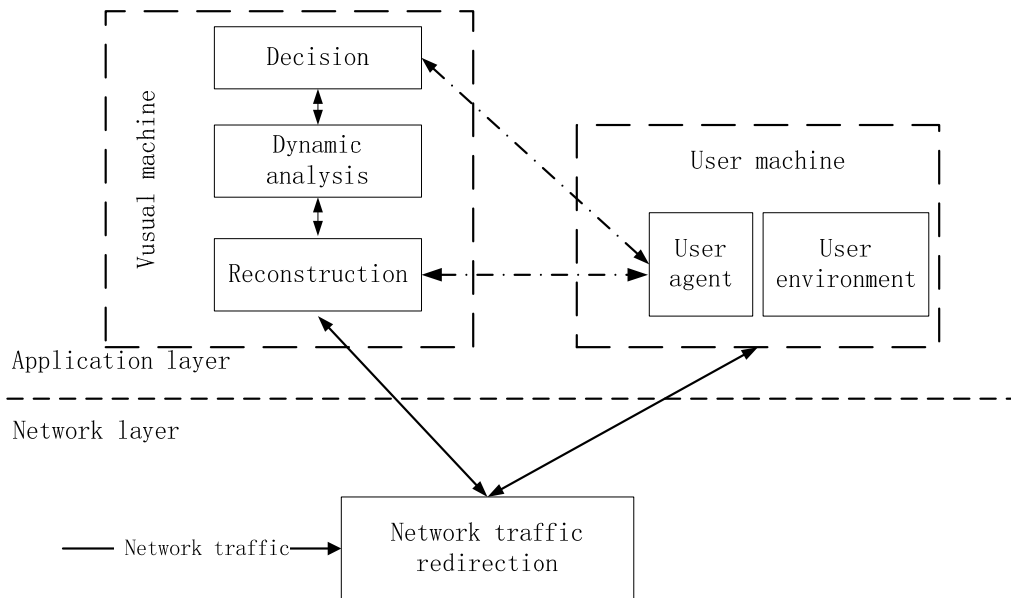 Decision
Vusual machine
Dynamic
analysis
Reconstruction
User machine
User
agent
User
environment
Application layer
Network layer
Network traffic
Network traffic
redirection